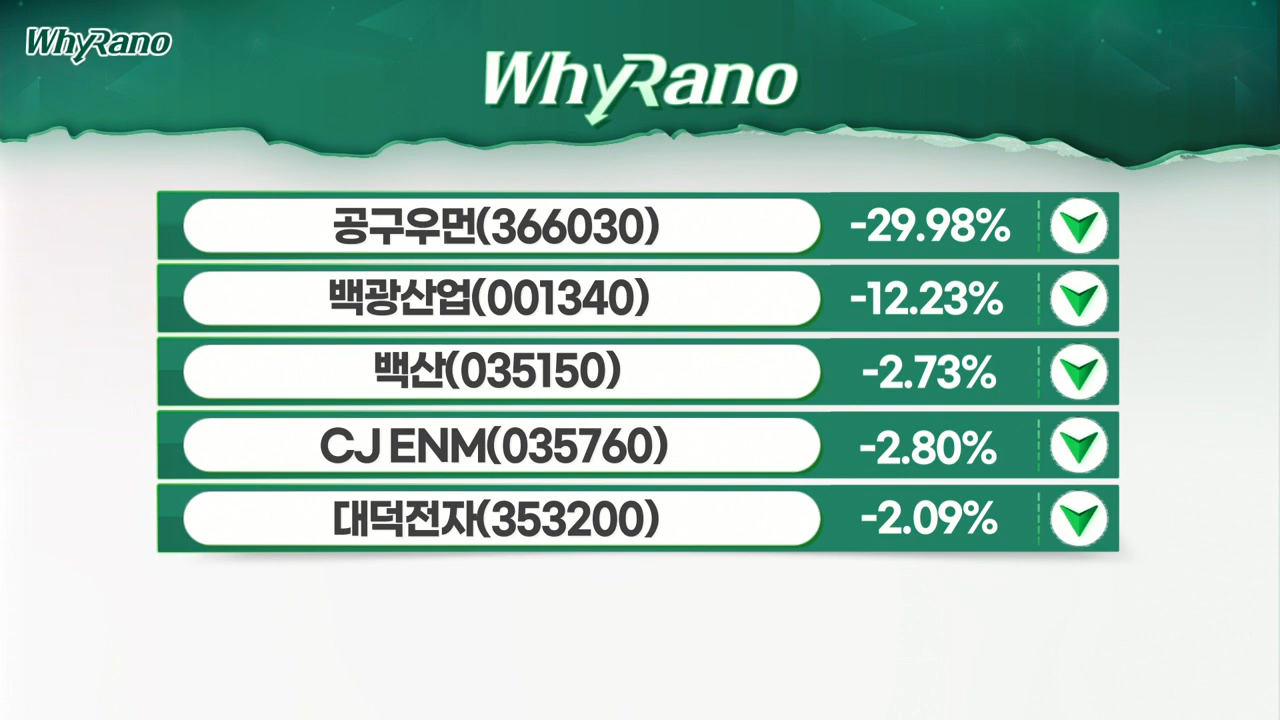 WhyRano
WhyRano
공구우먼(366030) -29.98%
백광산업(001340) -12.23%
백산(035150) -2.73%
CJ ENM(035760) -2.80%
대덕전자(353200) -2.09%